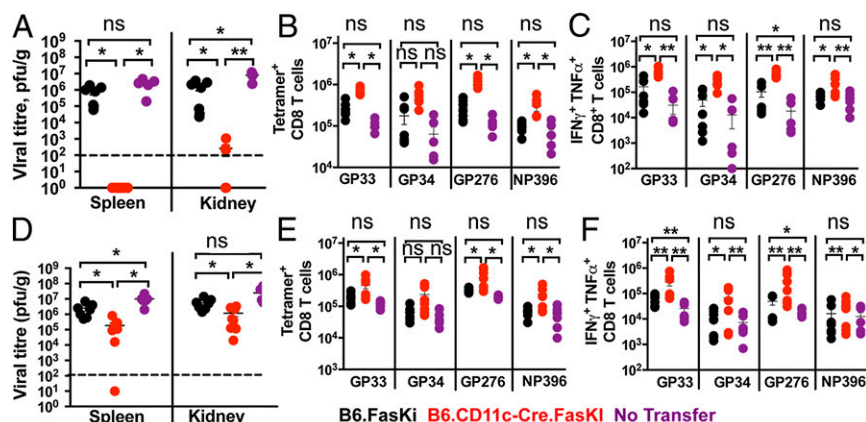 A
Viral titre, pfu/g
10⁹
10⁸
10⁷
10⁶
10⁵
10⁴
10³
10²
10¹
10⁰
ns
*
*
*
*
**
Spleen
Kidney
B
Tetramer⁺
CD8 T cells
10⁷
10⁶
10⁵
10⁴
ns
ns
ns
ns
*
*
ns
ns
*
*
*
*
GP33
GP34
GP276
NP396
C
IFNγ⁺ TNFα⁺
CD8⁺ T cells
10⁷
10⁶
10⁵
10⁴
10³
10²
ns
ns
*
ns
*
**
*
*
**
**
*
**
GP33
GP34
GP276
NP396
D
Viral titre (pfu/g)
10⁹
10⁸
10⁷
10⁶
10⁵
10⁴
10³
10²
10¹
10⁰
*
ns
*
*
*
*
Spleen
Kidney
E
Tetramer⁺
CD8 T cells
10⁷
10⁶
10⁵
10⁴
10³
ns
ns
ns
ns
*
*
ns
ns
*
*
*
*
GP33
GP34
GP276
NP396
F
IFNγ⁺ TNFα⁺
CD8⁺ T cells
10⁷
10⁶
10⁵
10⁴
10³
10²
**
ns
*
ns
**
**
*
**
**
**
**
*
GP33
GP34
GP276
NP396
B6.FasKi B6.CD11c-Cre.FasKI No Transfer